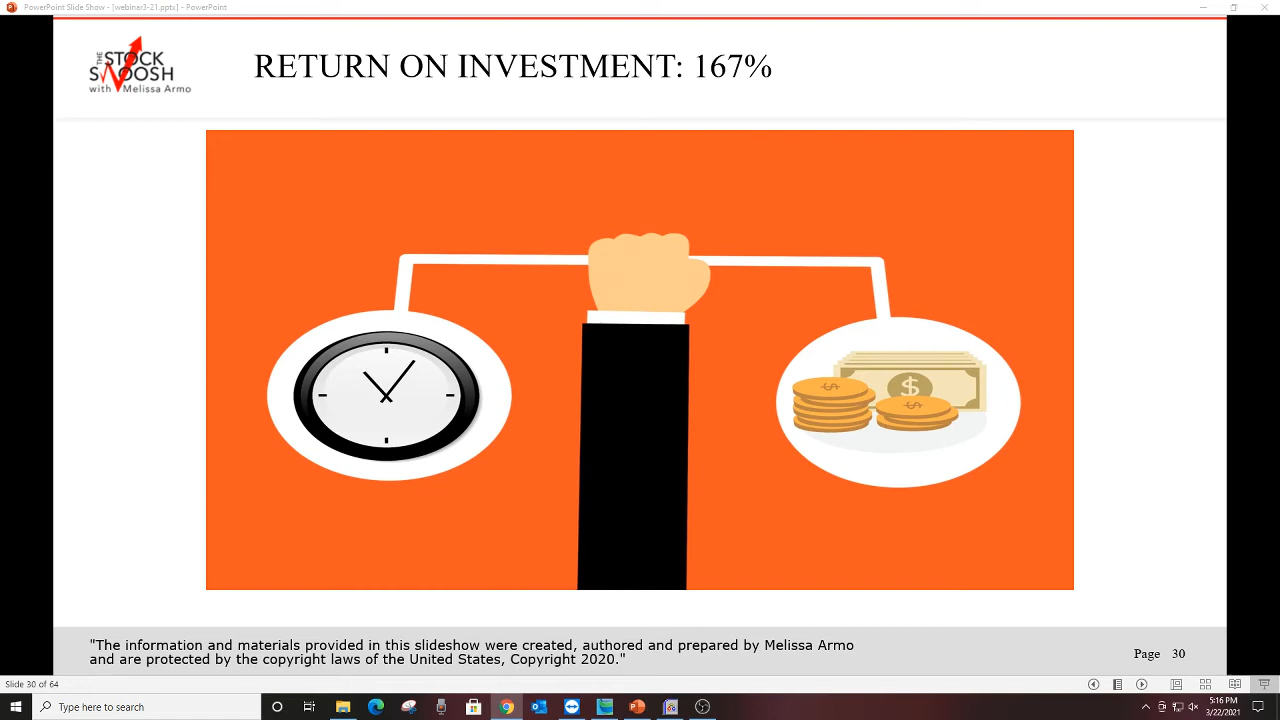 PowerPoint Slide Show - [webinar3-21.pptx] - PowerPoint
THE
STOCK
SWOOSH
with Melissa Armo
RETURN ON INVESTMENT: 167%
$
$
$
"The information and materials provided in this slideshow were created, authored and prepared by Melissa Armo
and are protected by the copyright laws of the United States, Copyright 2020."
Page 30
Slide 30 of 64
Type here to search
5:16 PM
3/22/2021